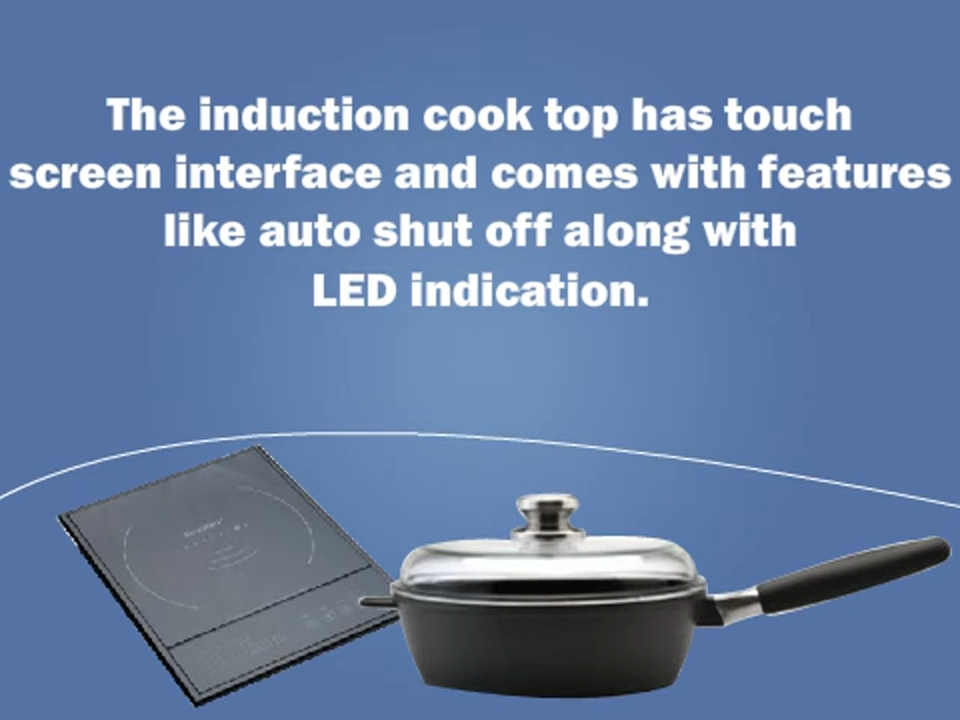 The induction cook top has touch
screen interface and comes with features
like auto shut off along with
LED indication.